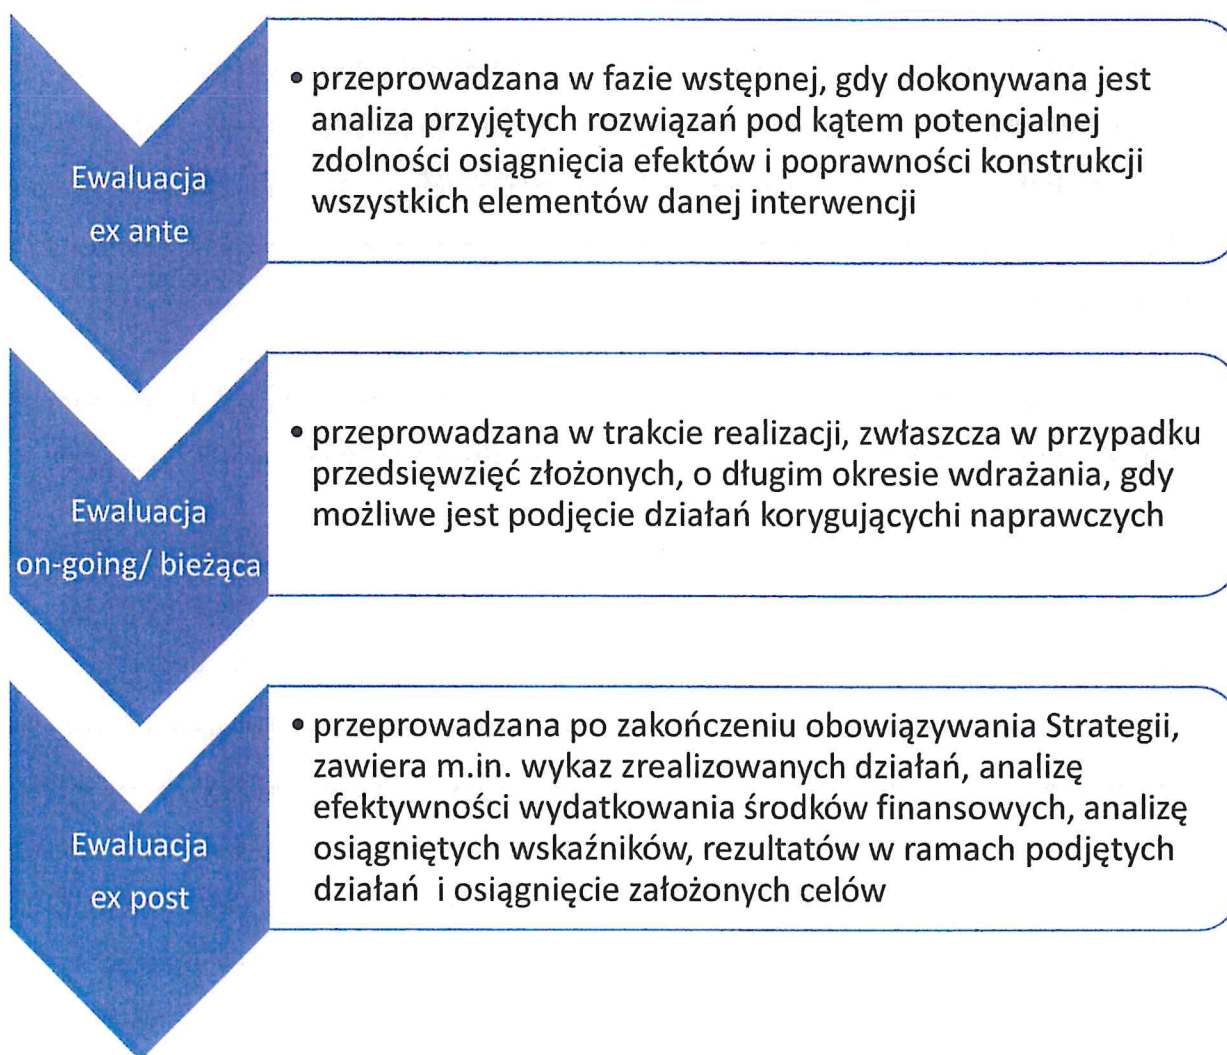 Ewaluacja
ex ante
• przeprowadzana w fazie wstępnej, gdy dokonywana jest
analiza przyjętych rozwiązań pod kątem potencjalnej
zdolności osiągnięcia efektów i poprawności konstrukcji
wszystkich elementów danej interwencji
Ewaluacja
on-going/ bieżąca
• przeprowadzana w trakcie realizacji, zwłaszcza w przypadku
przedsięwzięć złożonych, o długim okresie wdrażania, gdy
możliwe jest podjęcie działań korygującychi naprawczych
Ewaluacja
ex post
• przeprowadzana po zakończeniu obowiązywania Strategii,
zawiera m.in. wykaz zrealizowanych działań, analizę
efektywności wydatkowania środków finansowych, analizę
osiągniętych wskaźników, rezultatów w ramach podjętych
działań  i osiągnięcie założonych celów